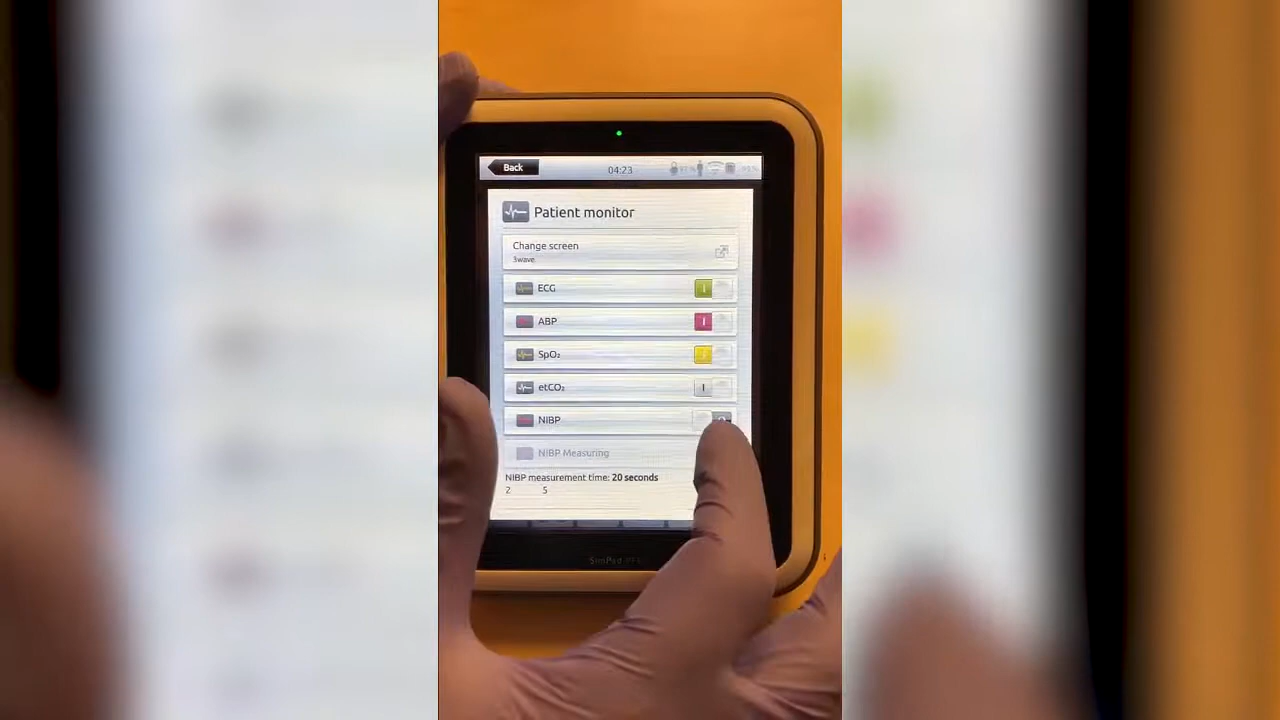 Back
04:23
Patient monitor
Change screen
3wave
ECG
ABP
SpO₂
etCO₂
NIBP
NIBP Measuring
NIBP measurement time: 20 seconds
2 5
SimPad